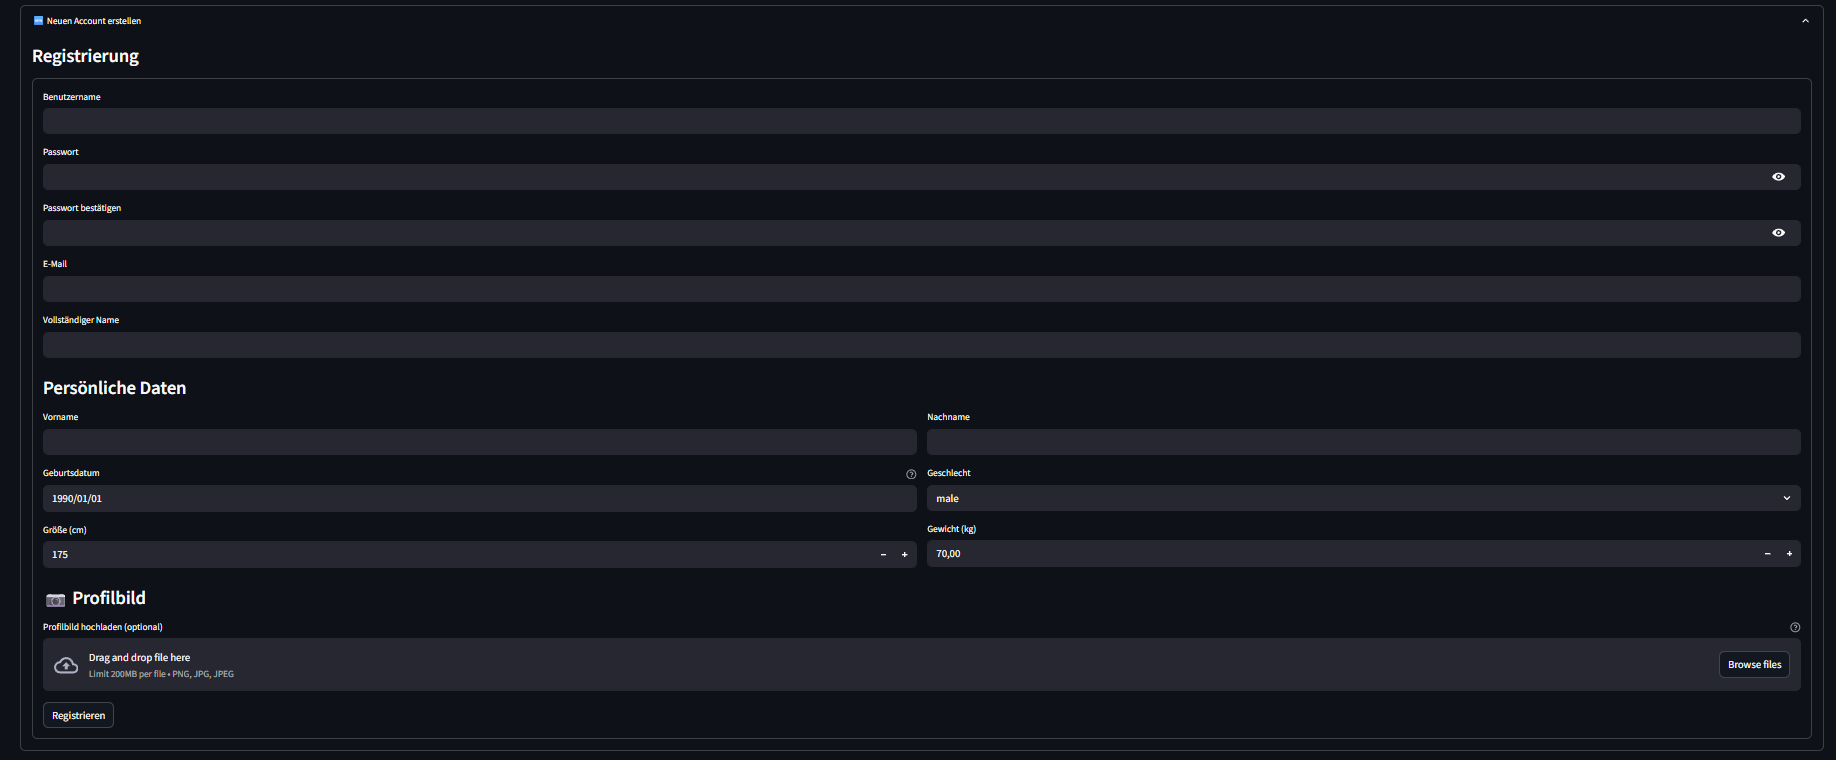 Neuen Account erstellen
Registrierung
Benutzername
Passwort
Passwort bestätigen
E-Mail
Vollständiger Name
Persönliche Daten
Vorname
Nachname
Geburtsdatum
1990/01/01
Geschlecht
male
Größe (cm)
175
Gewicht (kg)
70,00
Profilbild
Profilbild hochladen (optional)
Drag and drop file here
Limit 200MB per file • PNG, JPG, JPEG
Browse files
Registrieren